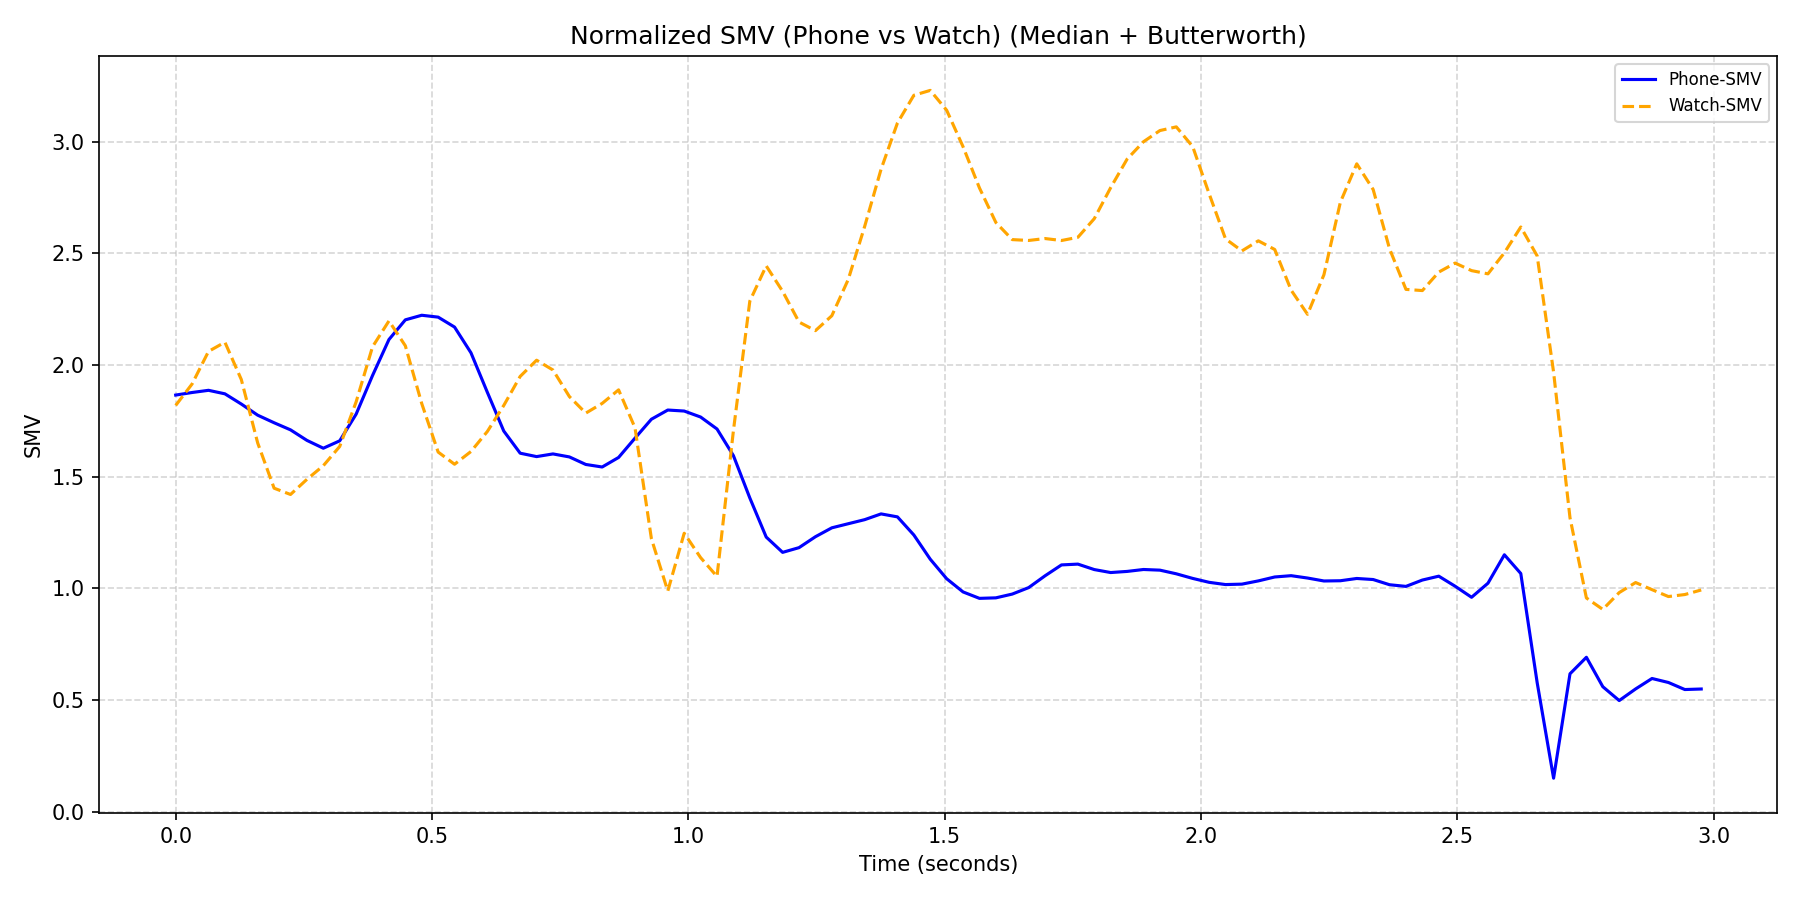 Normalized SMV (Phone vs Watch) (Median + Butterworth)
Phone-SMV
Watch-SMV
SMV
3.0
2.5
2.0
1.5
1.0
0.5
0.0
0.0 0.5 1.0 1.5 2.0 2.5 3.0
Time (seconds)